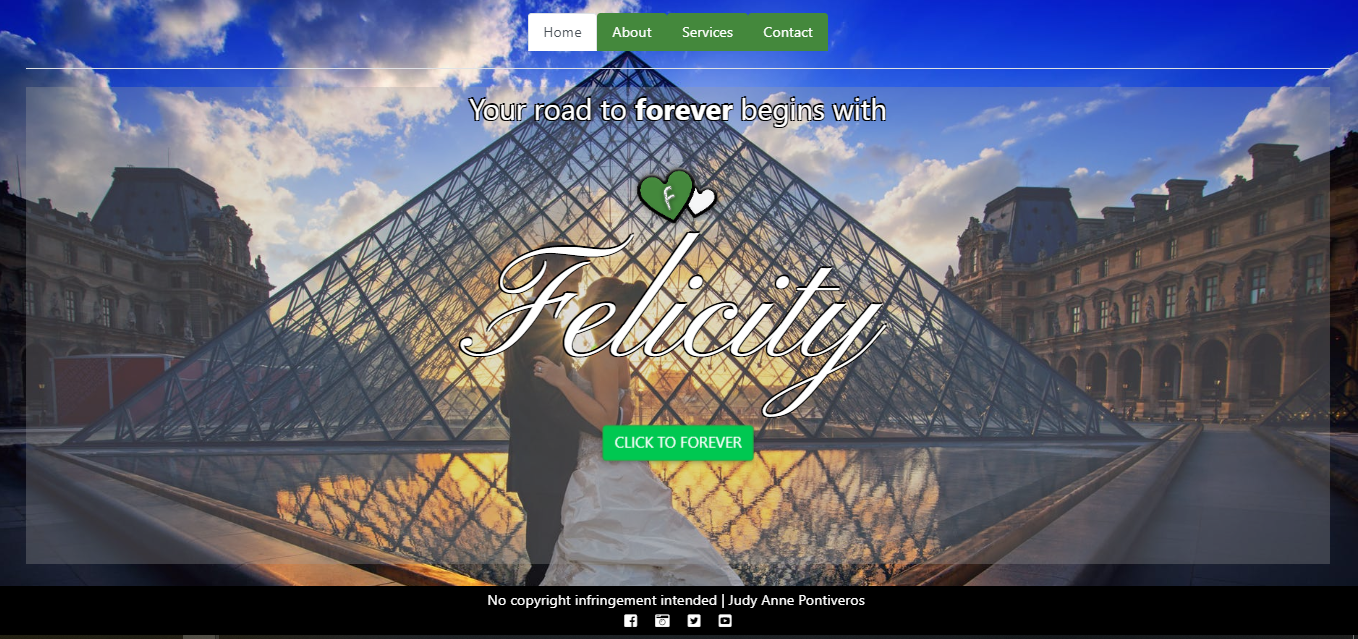 Home About Services Contact
Your road to forever begins with
F
Felicity
CLICK TO FOREVER
No copyright infringement intended | Judy Anne Pontiveros